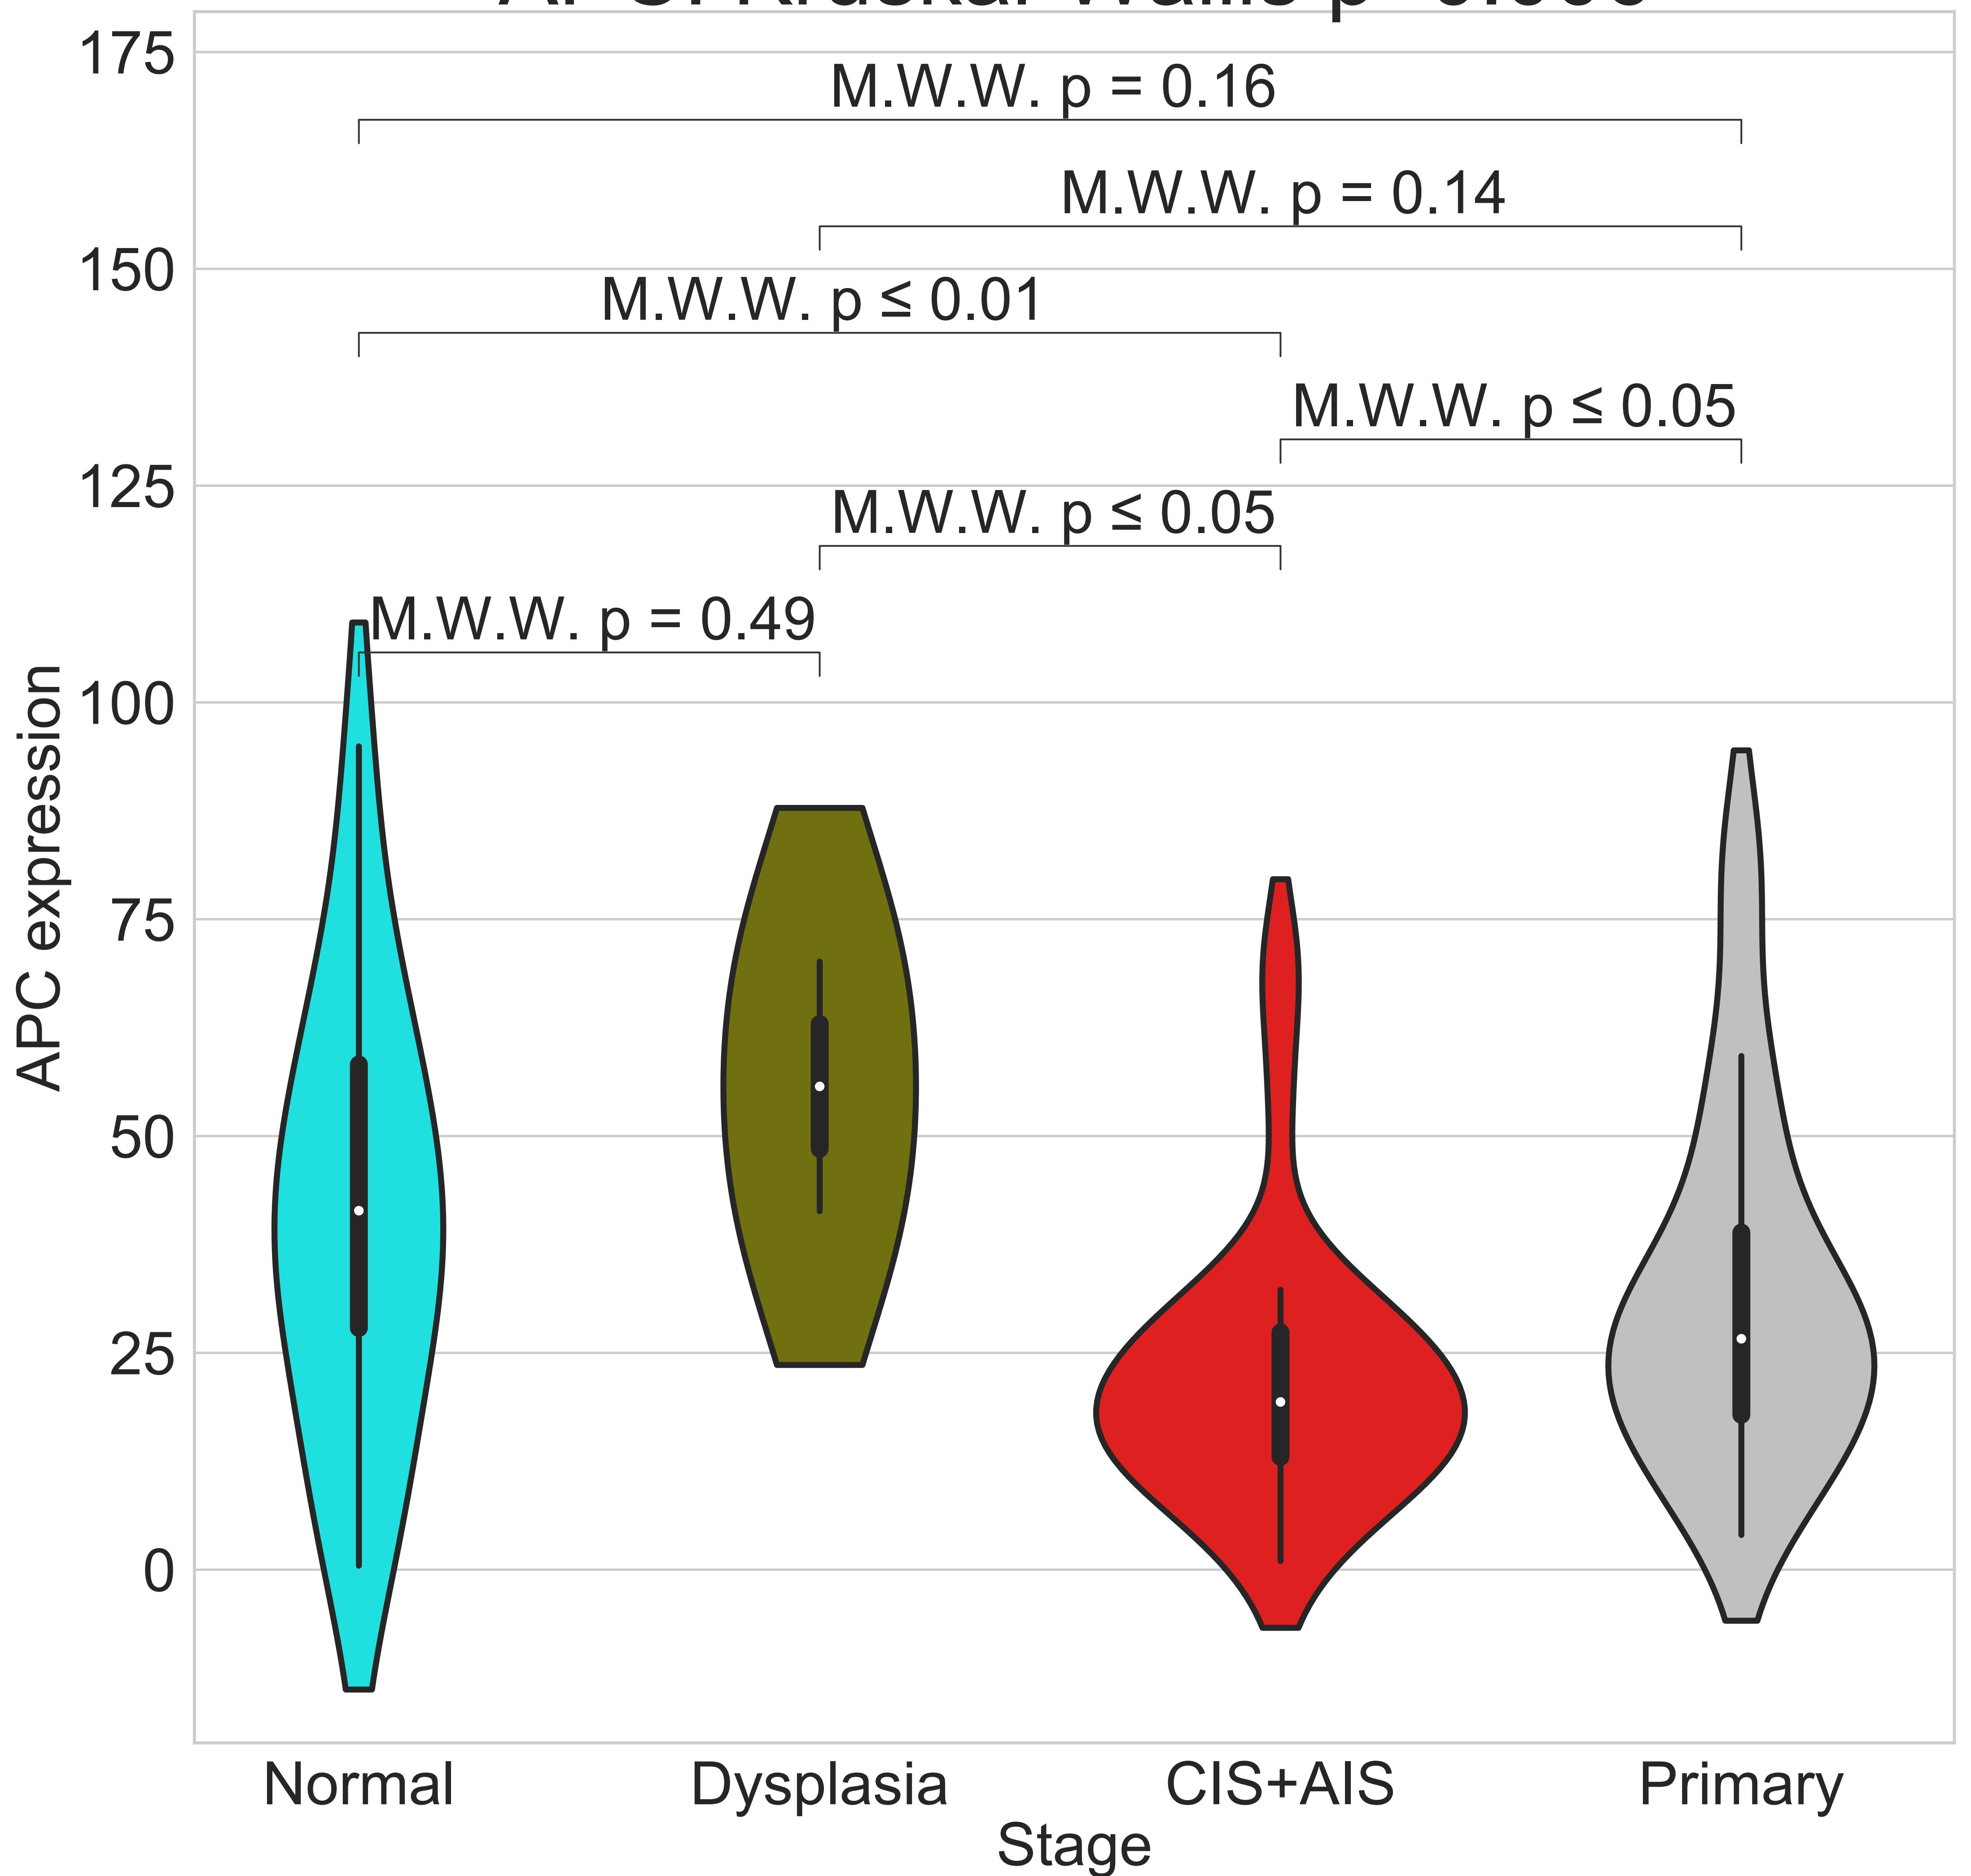 175
M.W.W. p = 0.16
M.W.W. p = 0.14
150
M.W.W. p ≤ 0.01
M.W.W. p ≤ 0.05
125
M.W.W. p ≤ 0.05
M.W.W. p = 0.49
100
APC expression
75
50
25
0
Normal Dysplasia CIS+AIS Primary
Stage